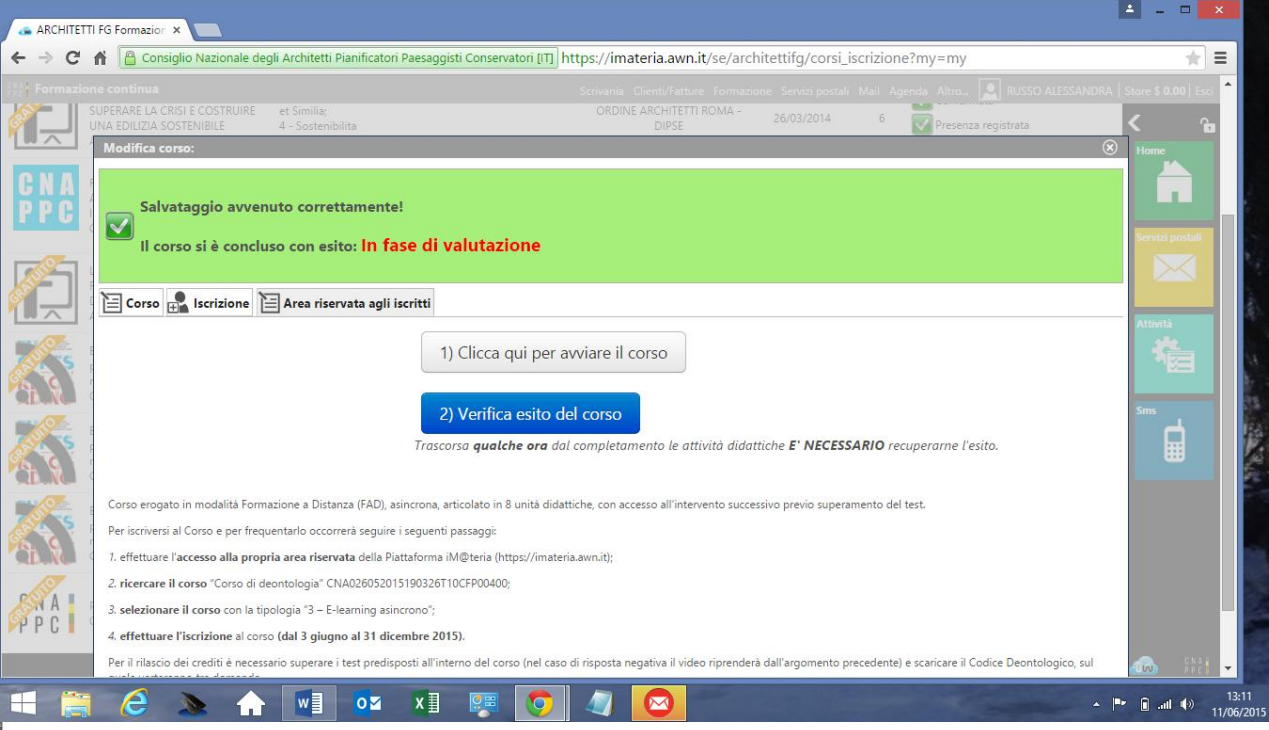 ARCHITETTI FG Formazion
Consiglio Nazionale degli Architetti Pianificatori Paesaggisti Conservatori [IT] https://imateria.awn.it/se/architettifg/corsi_iscrizione?my=my
Formazione continua
Scrivania Clienti/Fatture Formazione Servizi postali Mail Agenda Altro... RUSSO ALESSANDRA | Store $ 0.00 | Esci
GRATUITO
SUPERARE LA CRISI E COSTRUIRE
UNA EDILIZIA SOSTENIBILE
et Similia;
4 - Sostenibilita
ORDINE ARCHITETTI ROMA -
DIPSE
26/03/2014
6
Presenza registrata
Modifica corso:
Home
CNA
PPC
Salvataggio avvenuto correttamente!
Il corso si è concluso con esito: In fase di valutazione
Servizi postali
GRATUITO
Corso
Iscrizione
Area riservata agli iscritti
Attività
1) Clicca qui per avviare il corso
GRATUITO
2) Verifica esito del corso
Sms
Trascorsa qualche ora dal completamento le attività didattiche E' NECESSARIO recuperarne l'esito.
GRATUITO
Corso erogato in modalità Formazione a Distanza (FAD), asincrona, articolato in 8 unità didattiche, con accesso all'intervento successivo previo superamento del test.
Per iscriversi al Corso e per frequentarlo occorrerà seguire i seguenti passaggi:
GRATUITO
1. effettuare l'accesso alla propria area riservata della Piattaforma iM@teria (https://imateria.awn.it);
2. ricercare il corso "Corso di deontologia" CNA026052015190326T10CFP00400;
GRATUITO
CNA
PPC
3. selezionare il corso con la tipologia "3 – E-learning asincrono";
4. effettuare l'iscrizione al corso (dal 3 giugno al 31 dicembre 2015).
Per il rilascio dei crediti è necessario superare i test predisposti all'interno del corso (nel caso di risposta negativa il video riprenderà dall'argomento precedente) e scaricare il Codice Deontologico, sul
13:11
11/06/2015